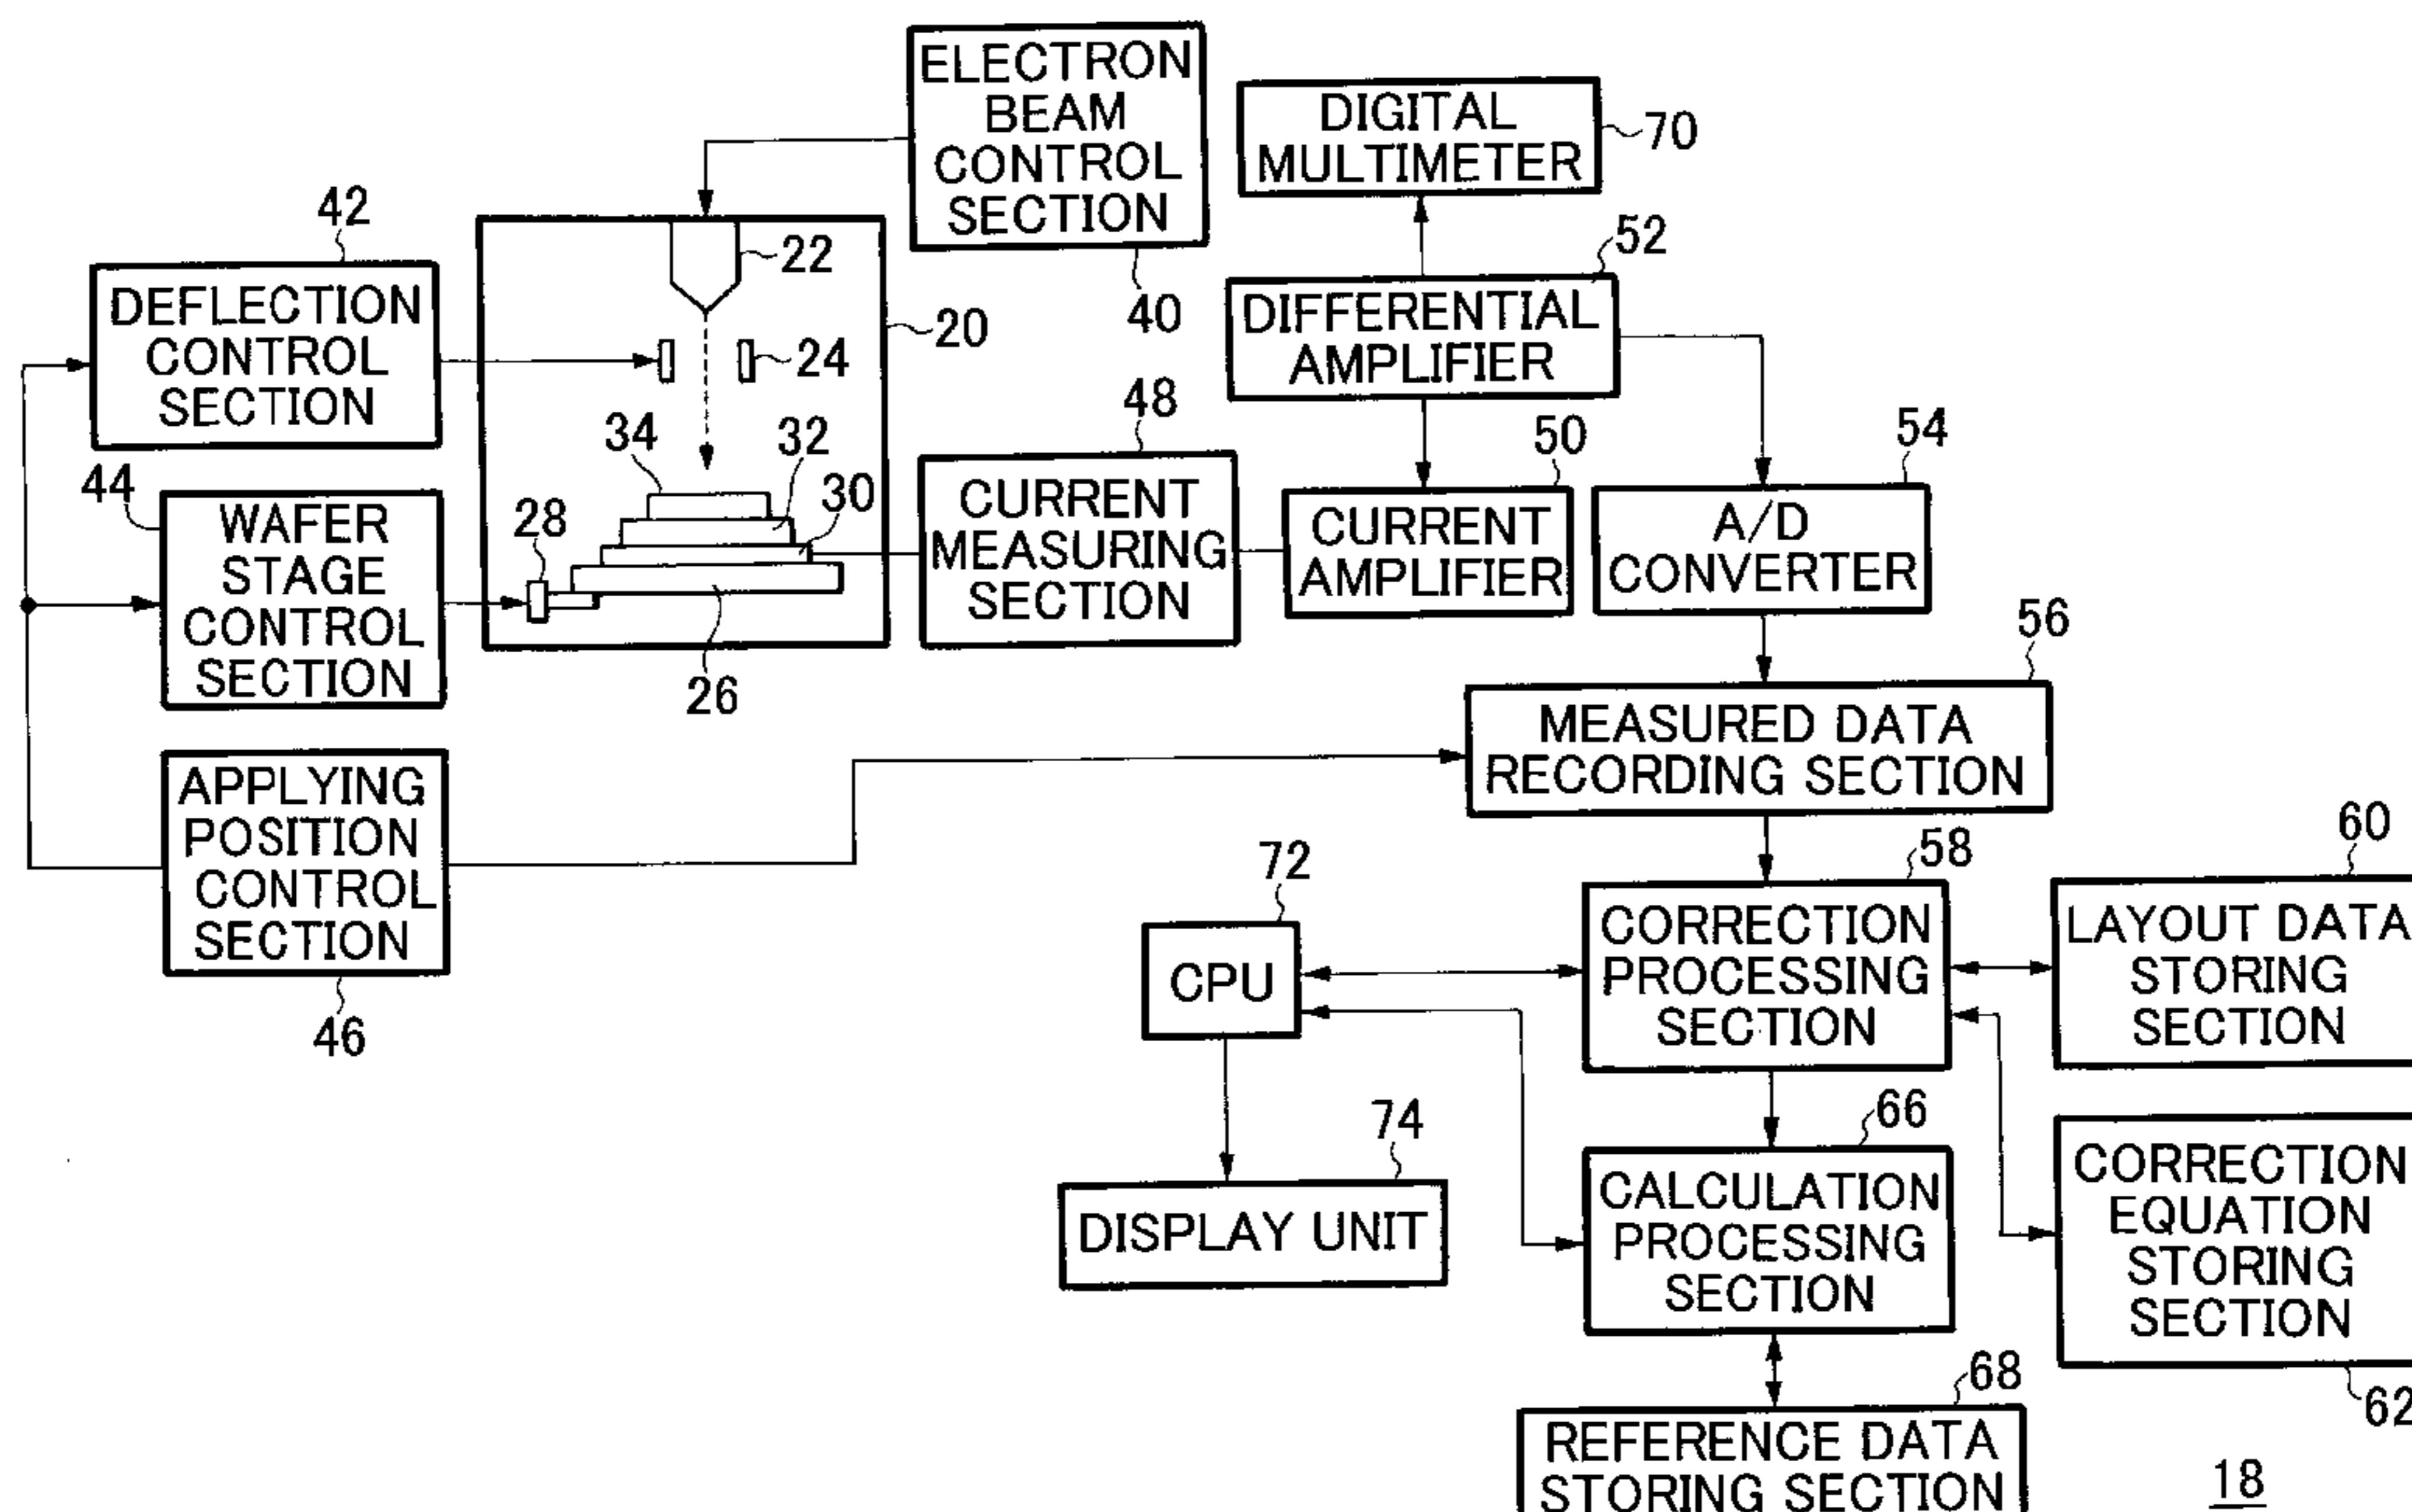 ELECTRON
BEAM
CONTROL
SECTION
40
DIGITAL
MULTIMETER
70
42
DEFLECTION
CONTROL
SECTION
22
20
24
52
DIFFERENTIAL
AMPLIFIER
34
32
30
28
26
48
CURRENT
MEASURING
SECTION
50
CURRENT
AMPLIFIER
54
A/D
CONVERTER
44
WAFER
STAGE
CONTROL
SECTION
56
MEASURED DATA
RECORDING SECTION
APPLYING
POSITION
CONTROL
SECTION
46
72
CPU
58
CORRECTION
PROCESSING
SECTION
60
LAYOUT DATA
STORING
SECTION
74
DISPLAY UNIT
66
CALCULATION
PROCESSING
SECTION
CORRECTION
EQUATION
STORING
SECTION
62
68
REFERENCE DATA
STORING SECTION
18